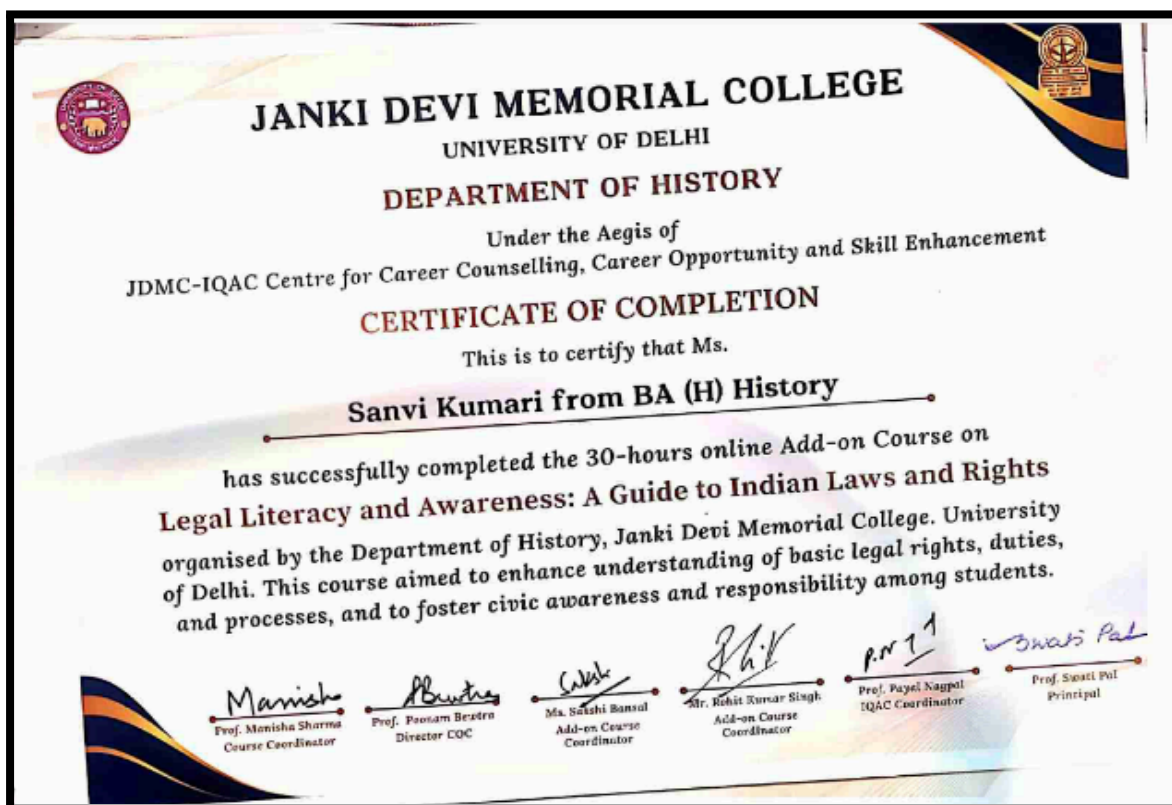 JANKI DEVI MEMORIAL COLLEGE
UNIVERSITY OF DELHI
DEPARTMENT OF HISTORY
Under the Aegis of
JDMC-IQAC Centre for Career Counselling, Career Opportunity and Skill Enhancement
CERTIFICATE OF COMPLETION
This is to certify that Ms.
Sanvi Kumari from BA (H) History
has successfully completed the 30-hours online Add-on Course on
Legal Literacy and Awareness: A Guide to Indian Laws and Rights
organised by the Department of History, Janki Devi Memorial College. University
of Delhi. This course aimed to enhance understanding of basic legal rights, duties,
and processes, and to foster civic awareness and responsibility among students.
Manisha
Swati Pal
Prof. Manisha Sharma
Course Coordinator
Prof. Poonam Bewtra
Director CQC
Ms. Sakshi Bansal
Add-on Course
Coordinator
Mr. Rohit Kumar Singh
Add-on Course
Coordinator
Prof. Payel Nagpal
IQAC Coordinator
Prof. Swati Pal
Principal